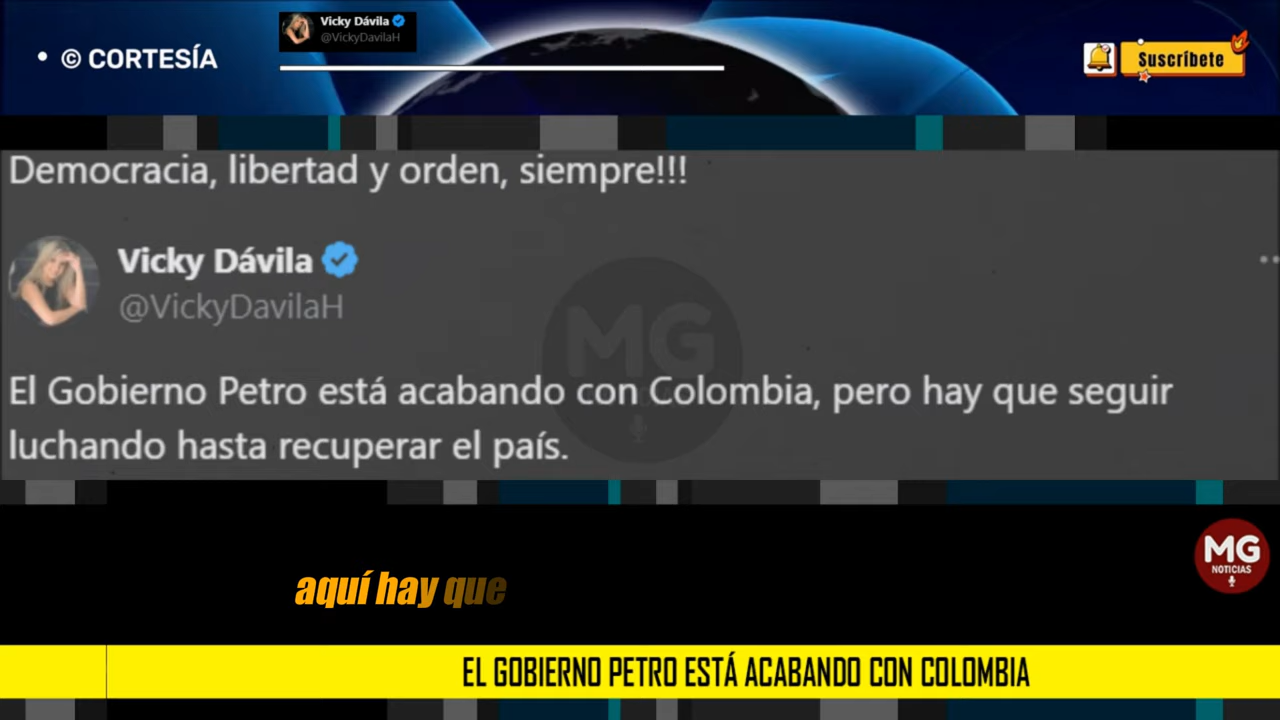 • © CORTESÍA
Vicky Dávila
@VickyDavilaH
Suscríbete
Democracia, libertad y orden, siempre!!!
Vicky Dávila
@VickyDavilaH
El Gobierno Petro está acabando con Colombia, pero hay que seguir
luchando hasta recuperar el país.
MG
aquí hay que
MG
NOTICIAS
EL GOBIERNO PETRO ESTÁ ACABANDO CON COLOMBIA